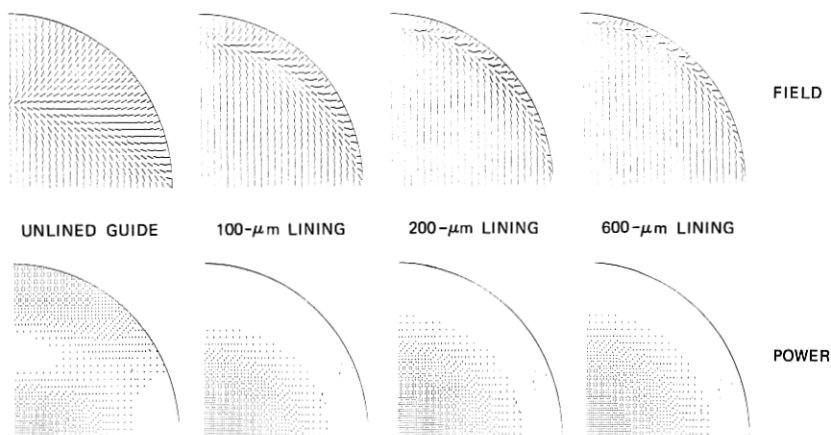 FIELD
UNLINED GUIDE 100-μm LINING 200-μm LINING 600-μm LINING
POWER